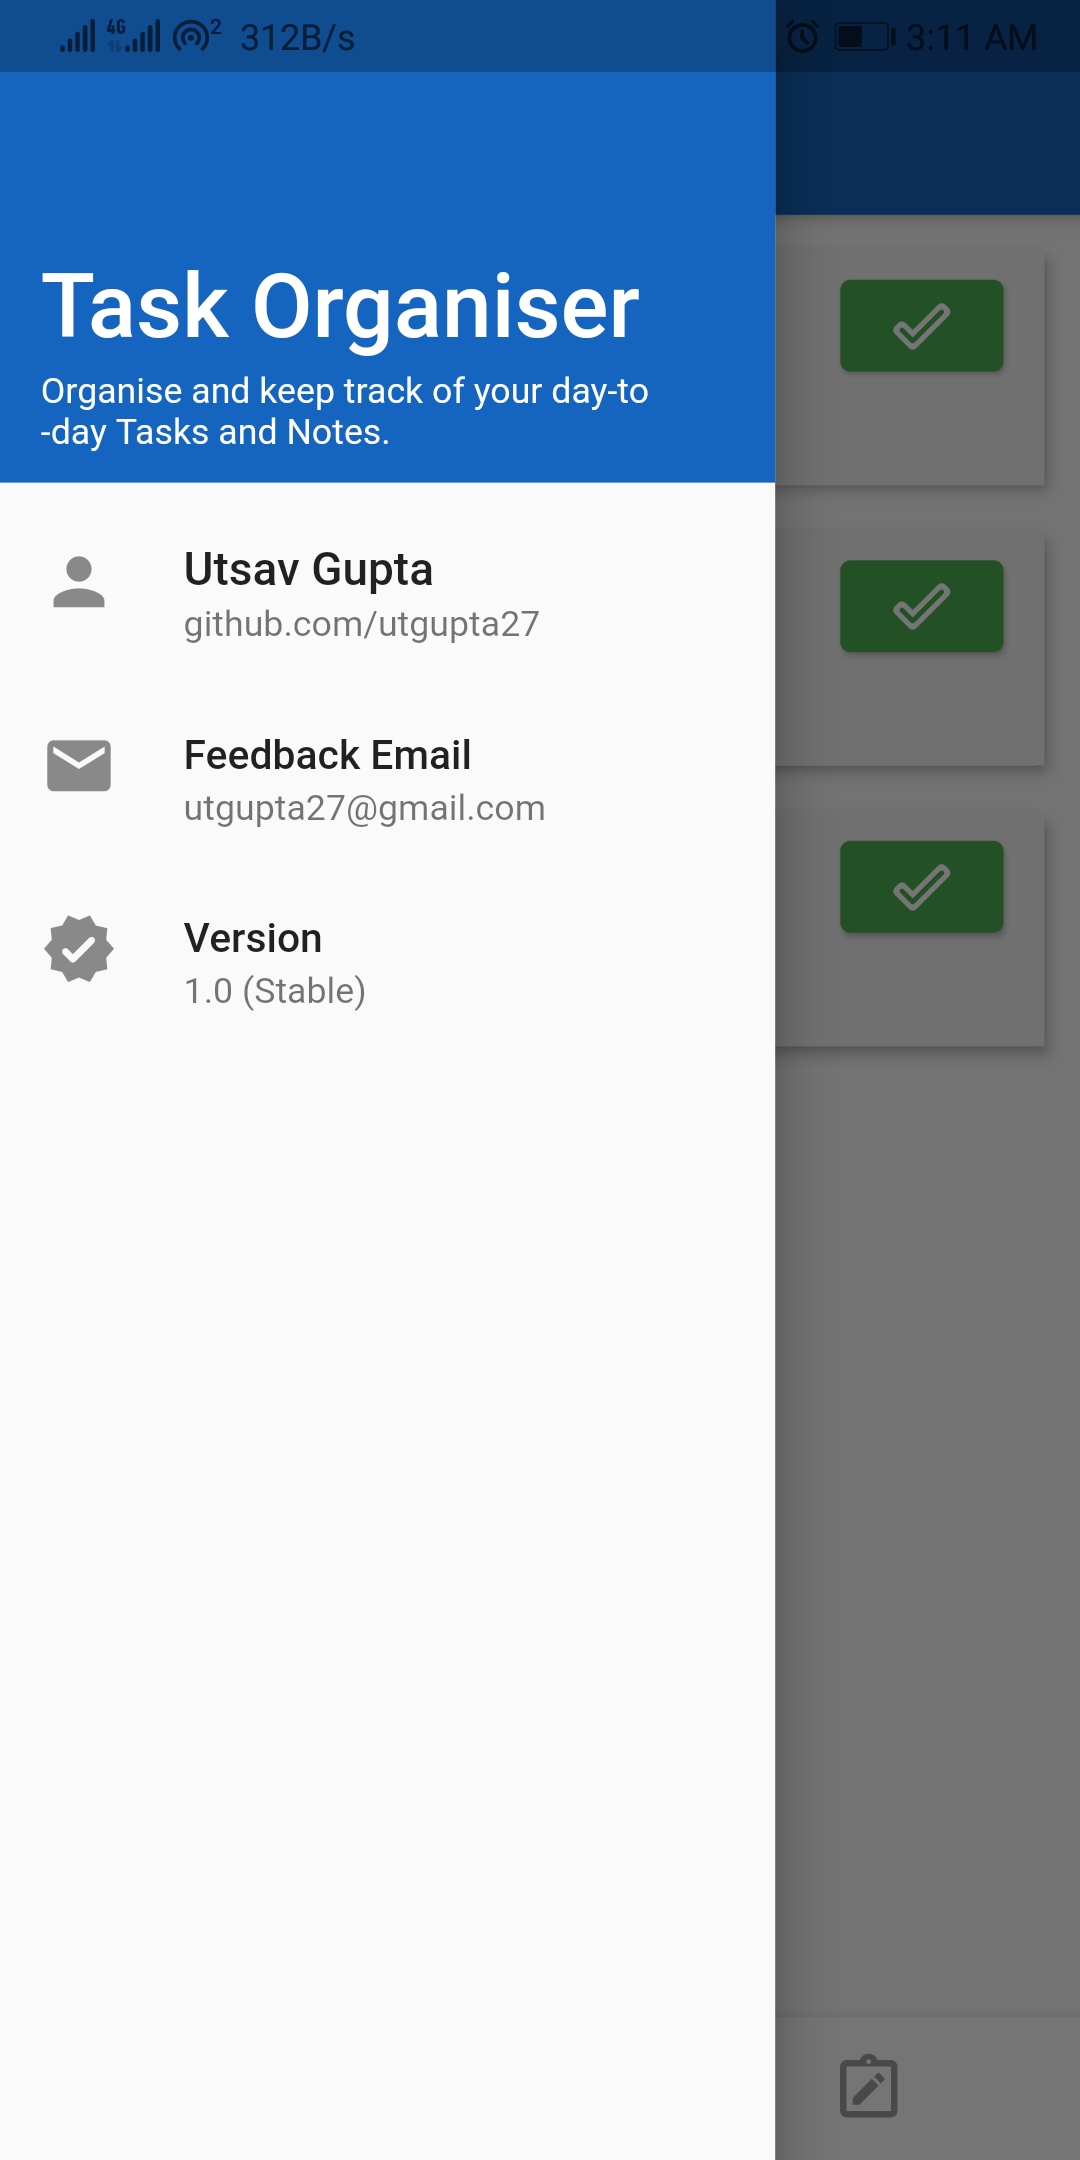 4G 2 312B/s 3:11 AM
Task Organiser
Organise and keep track of your day-to
-day Tasks and Notes.
Utsav Gupta
github.com/utgupta27
Feedback Email
utgupta27@gmail.com
Version
1.0 (Stable)